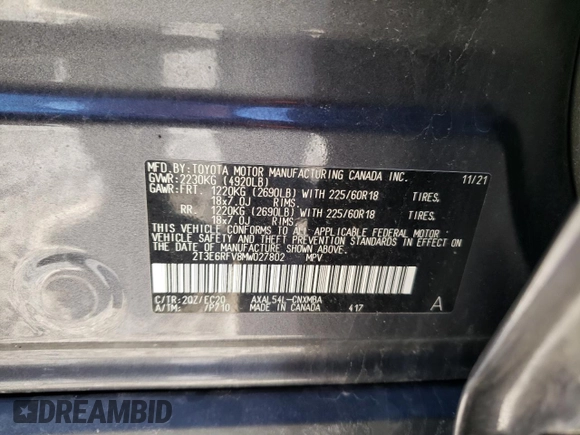 MFD.BY:TOYOTA MOTOR MANUFACTURING CANADA INC. 11/21
GVWR:2230KG (4920LB)
GAWR:FRT 1220KG (2690LB) WITH 225/60R18 TIRES,
18x7.0J RIMS.
RR 1220KG (2690LB) WITH 225/60R18 TIRES,
18x7.0J RIMS.
THIS VEHICLE CONFORMS TO ALL APPLICABLE FEDERAL MOTOR
VEHICLE SAFETY AND THEFT PREVENTION STANDARDS IN EFFECT
ON THE DATE OF MANUFACTURE SHOWN ABOVE.
2T3E6RFV8MW027802 MPV
C/TR:2QZ/EC20 AXAL54L-CNXMBA
A/TM: /P710 MADE IN CANADA 417 A
DREAMBID